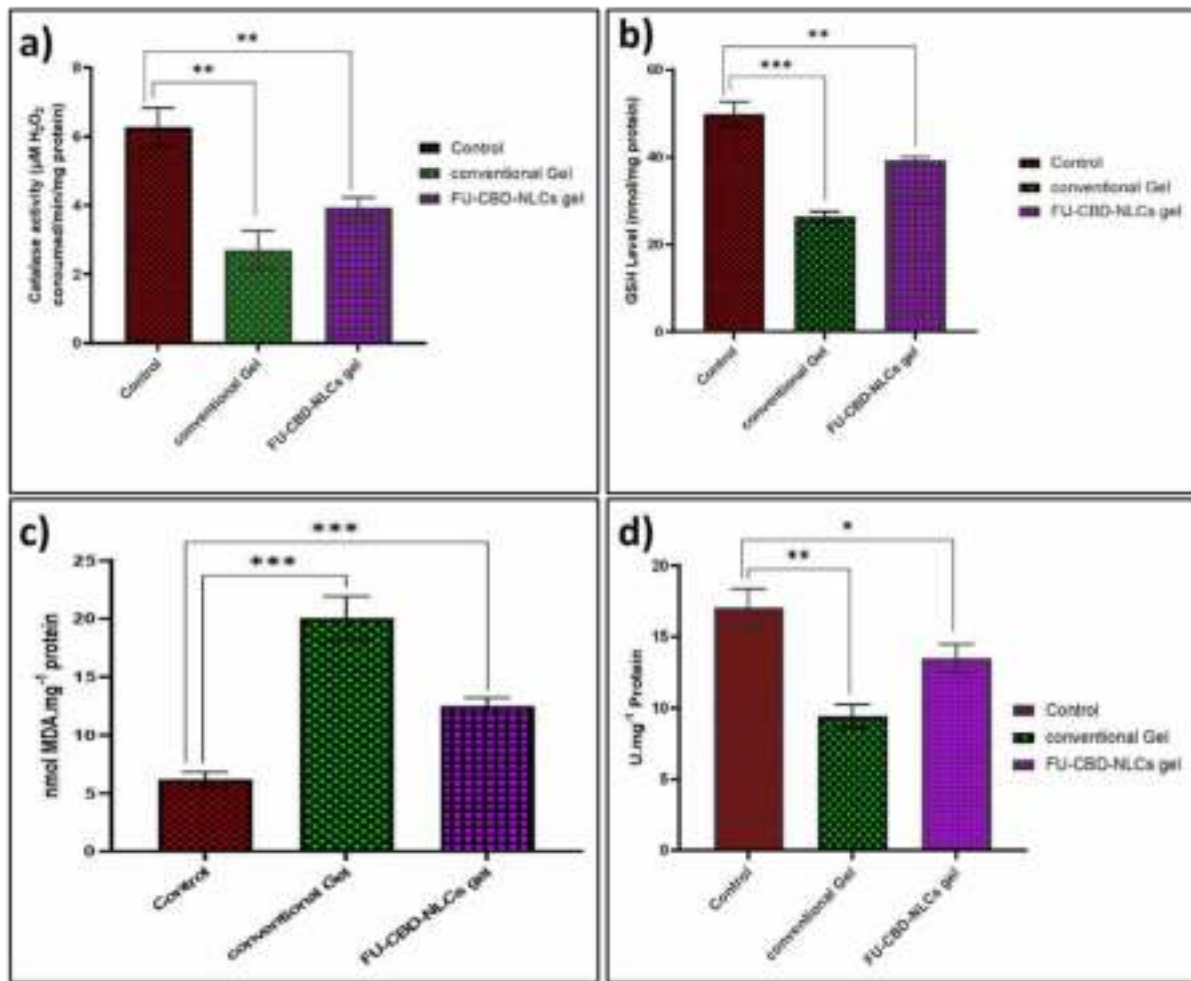 a)
**
**
8
6
4
2
0
Catalase activity (µM H₂O₂
consumed/min/mg protein)
Control
conventional Gel
FU-CBD-NLCs gel
Control
conventional Gel
FU-CBD-NLCs gel
b)
**
***
60
40
20
0
GSH Level (nmol/mg protein)
Control
conventional Gel
FU-CBD-NLCs gel
Control
conventional Gel
FU-CBD-NLCs gel
c)
***
***
25
20
15
10
5
0
nmol MDA.mg⁻¹ protein
Control
conventional Gel
FU-CBD-NLCs gel
d)
*
**
20
15
10
5
0
U.mg⁻¹ Protein
Control
conventional Gel
FU-CBD-NLCs gel
Control
conventional Gel
FU-CBD-NLCs gel